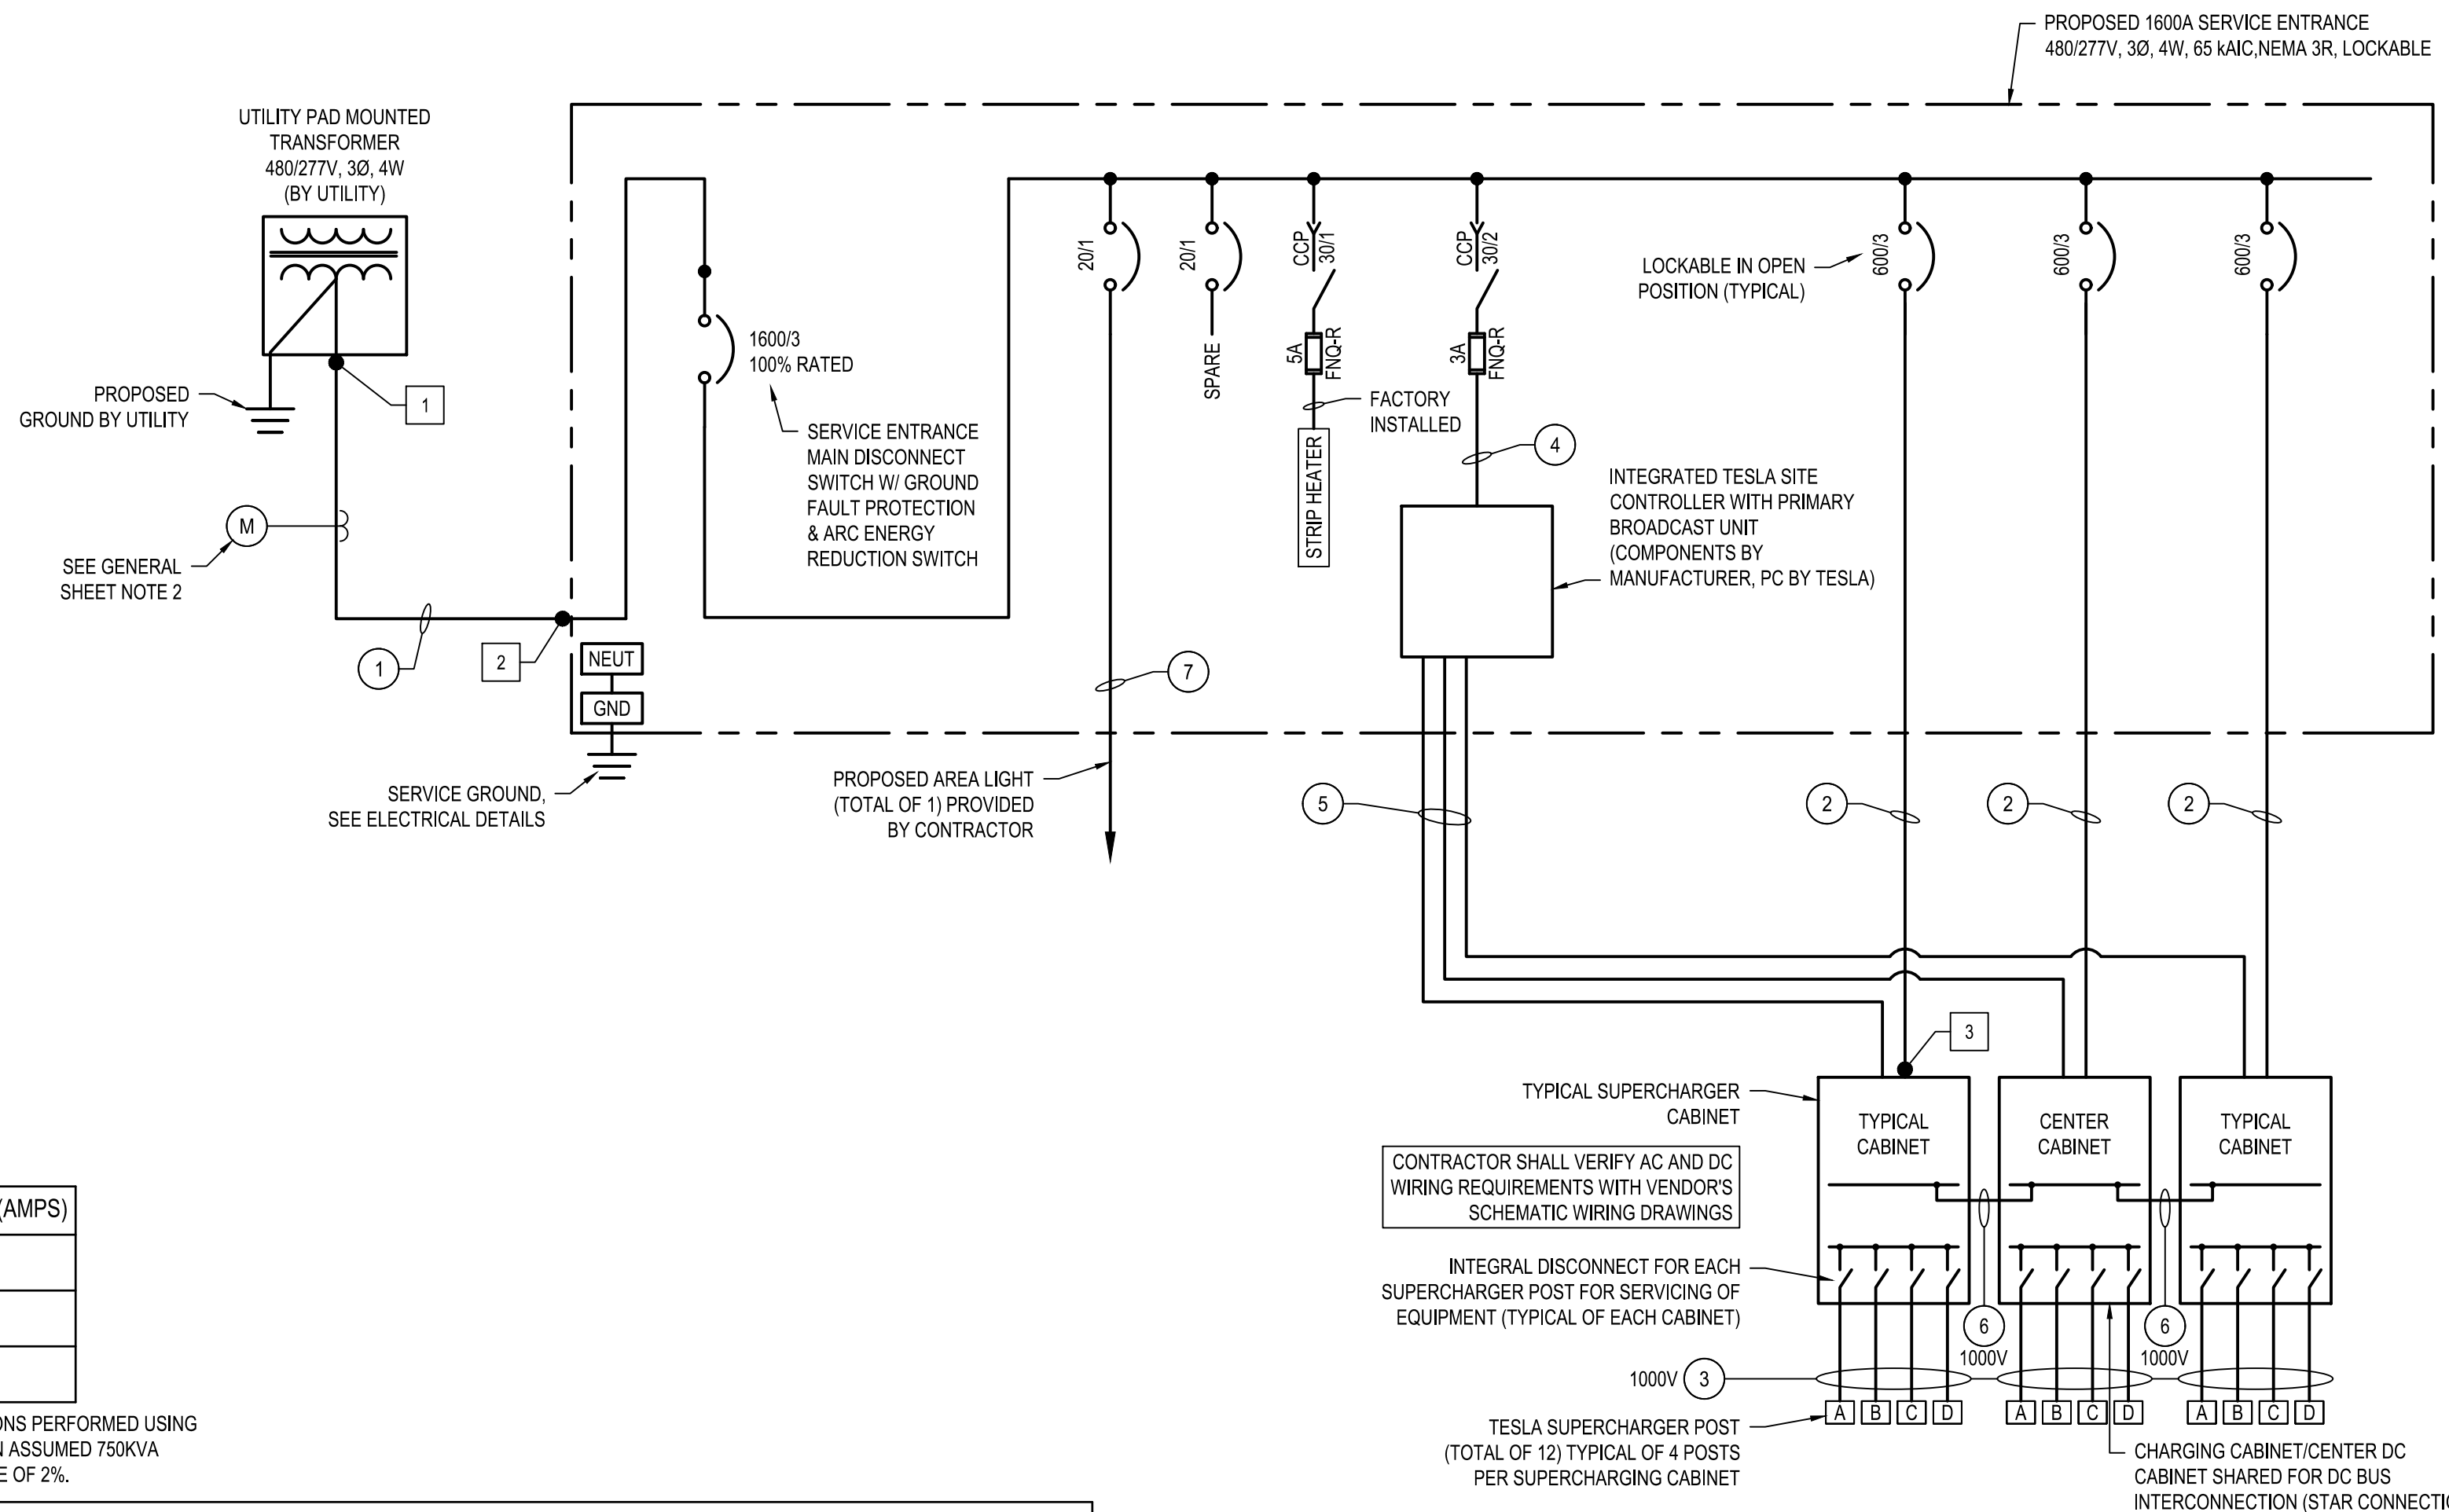 PROPOSED 1600A SERVICE ENTRANCE
480/277V, 3Ø, 4W, 65 kAIC,NEMA 3R, LOCKABLE
UTILITY PAD MOUNTED
TRANSFORMER
480/277V, 3Ø, 4W
(BY UTILITY)
PROPOSED
GROUND BY UTILITY
1
M
SEE GENERAL
SHEET NOTE 2
1
2
NEUT
GND
SERVICE GROUND,
SEE ELECTRICAL DETAILS
1600/3
100% RATED
SERVICE ENTRANCE
MAIN DISCONNECT
SWITCH W/ GROUND
FAULT PROTECTION
& ARC ENERGY
REDUCTION SWITCH
20/1
7
PROPOSED AREA LIGHT
(TOTAL OF 1) PROVIDED
BY CONTRACTOR
20/1
SPARE
CCP
30/1
5A
FNQ-R
FACTORY
INSTALLED
STRIP HEATER
CCP
30/2
3A
FNQ-R
4
INTEGRATED TESLA SITE
CONTROLLER WITH PRIMARY
BROADCAST UNIT
(COMPONENTS BY
MANUFACTURER, PC BY TESLA)
LOCKABLE IN OPEN
POSITION (TYPICAL)
600/3
600/3
600/3
5
2
2
2
3
TYPICAL SUPERCHARGER
CABINET
TYPICAL
CABINET
CENTER
CABINET
TYPICAL
CABINET
CONTRACTOR SHALL VERIFY AC AND DC
WIRING REQUIREMENTS WITH VENDOR'S
SCHEMATIC WIRING DRAWINGS
INTEGRAL DISCONNECT FOR EACH
SUPERCHARGER POST FOR SERVICING OF
EQUIPMENT (TYPICAL OF EACH CABINET)
6
1000V
6
1000V
1000V 3
A B C D
A B C D
A B C D
TESLA SUPERCHARGER POST
(TOTAL OF 12) TYPICAL OF 4 POSTS
PER SUPERCHARGING CABINET
CHARGING CABINET/CENTER DC
CABINET SHARED FOR DC BUS
INTERCONNECTION (STAR
(AMPS)
PERFORMED USING
ASSUMED 750KVA
OF 2%.